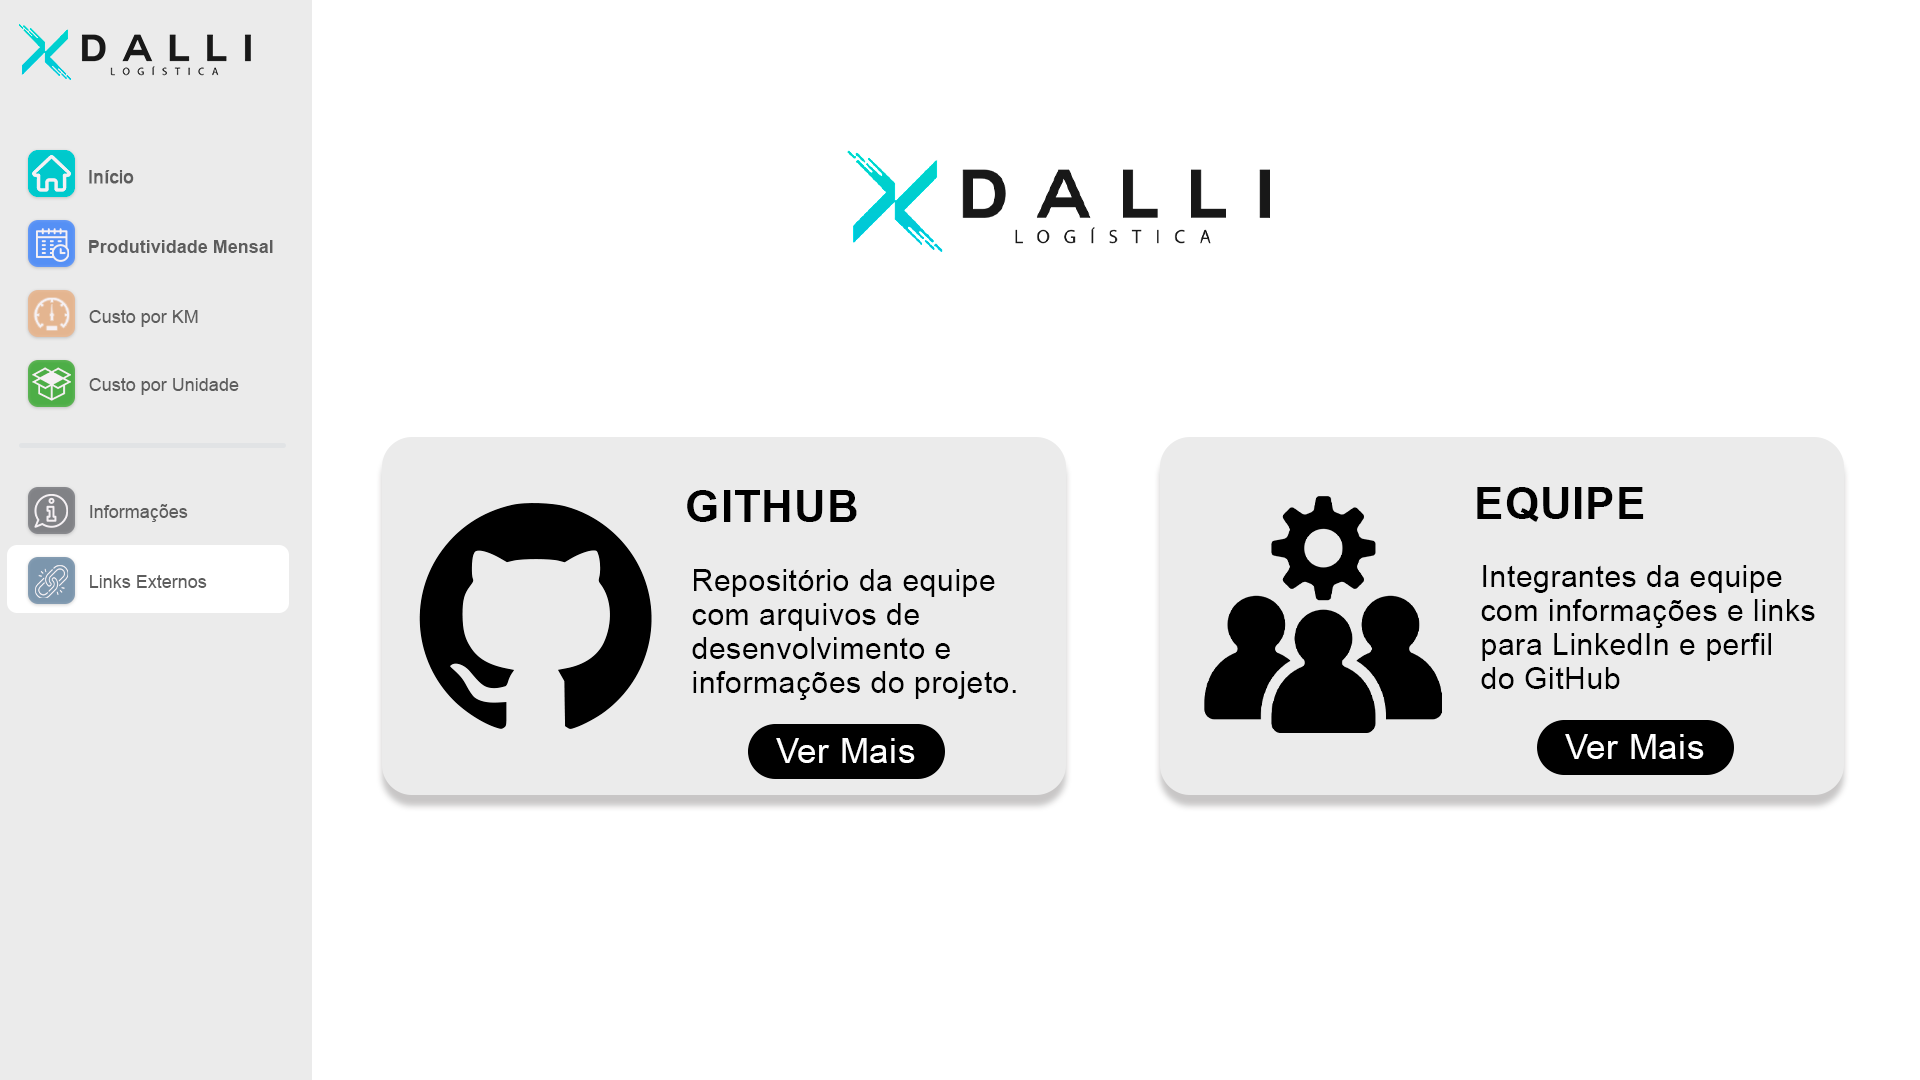 DALLI
LOGÍSTICA
Início
Produtividade Mensal
Custo por KM
Custo por Unidade
Informações
Links Externos
DALLI
LOGÍSTICA
GITHUB
Repositório da equipe
com arquivos de
desenvolvimento e
informações do projeto.
Ver Mais
EQUIPE
Integrantes da equipe
com informações e links
para LinkedIn e perfil
do GitHub
Ver Mais